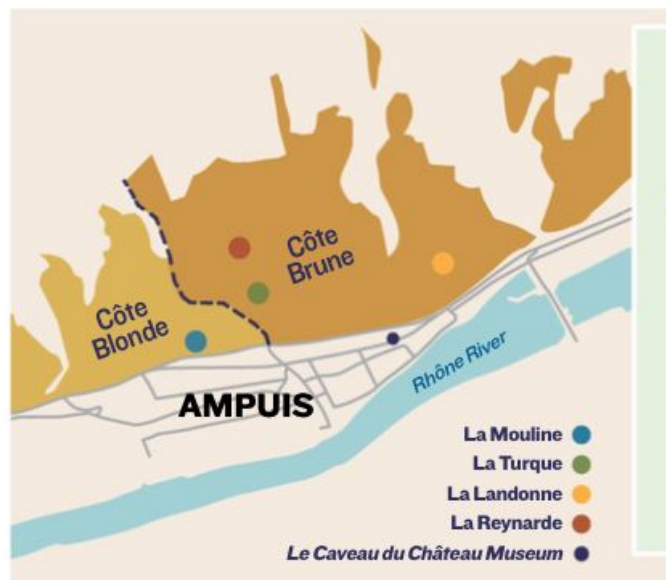 Côte
Brune
Côte
Blonde
Rhône River
AMPUIS
La Mouline
La Turque
La Landonne
La Reynarde
Le Caveau du Château Museum